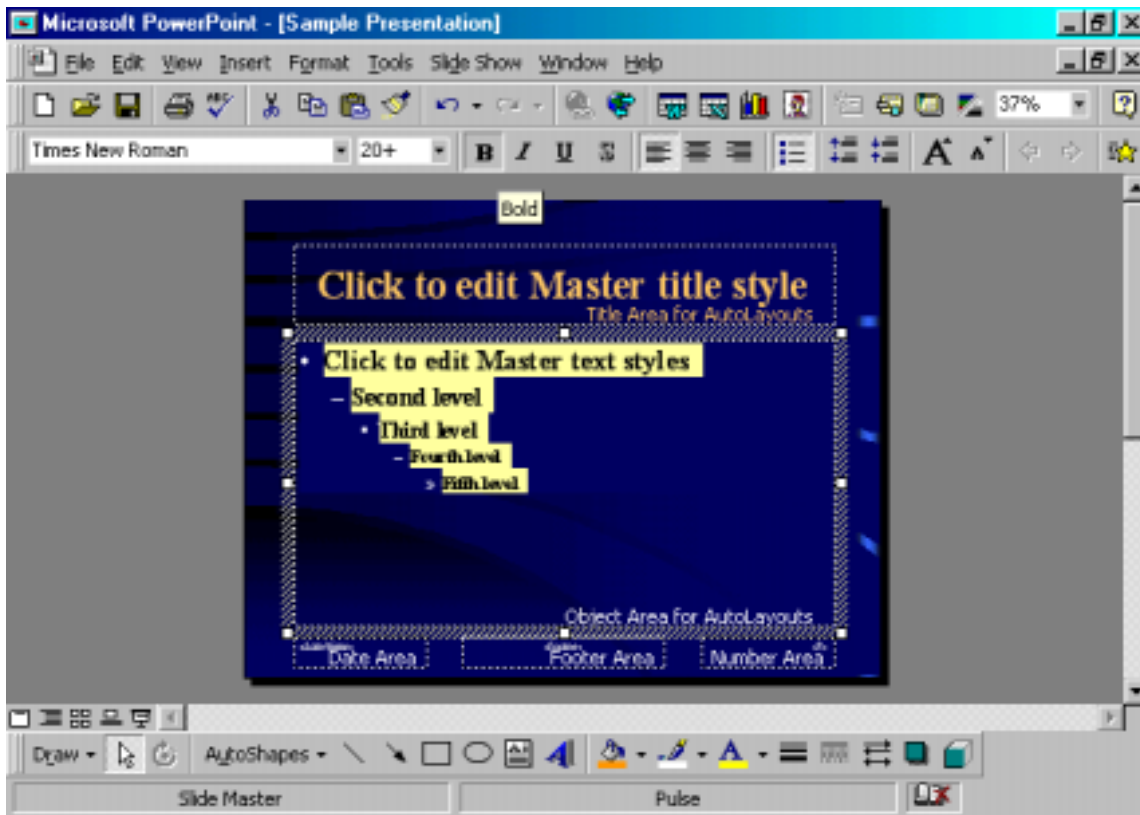 Microsoft PowerPoint - [Sample Presentation]
File Edit View Insert Format Tools Slide Show Window Help
ABC
37%
Times New Roman 20+ B I U S A A
Bold
Click to edit Master title style
Title Area for AutoLayouts
• Click to edit Master text styles
– Second level
• Third level
– Fourth level
» Fifth level
Object Area for AutoLayouts
Date Area Footer Area Number Area
Draw AutoShapes A A
Slide Master Pulse